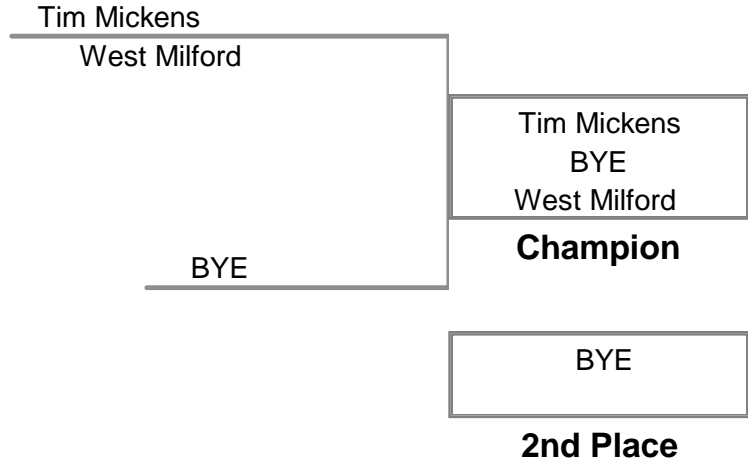 Tim Mickens
West Milford
Tim Mickens
BYE
West Milford
Champion
BYE
BYE
2nd Place